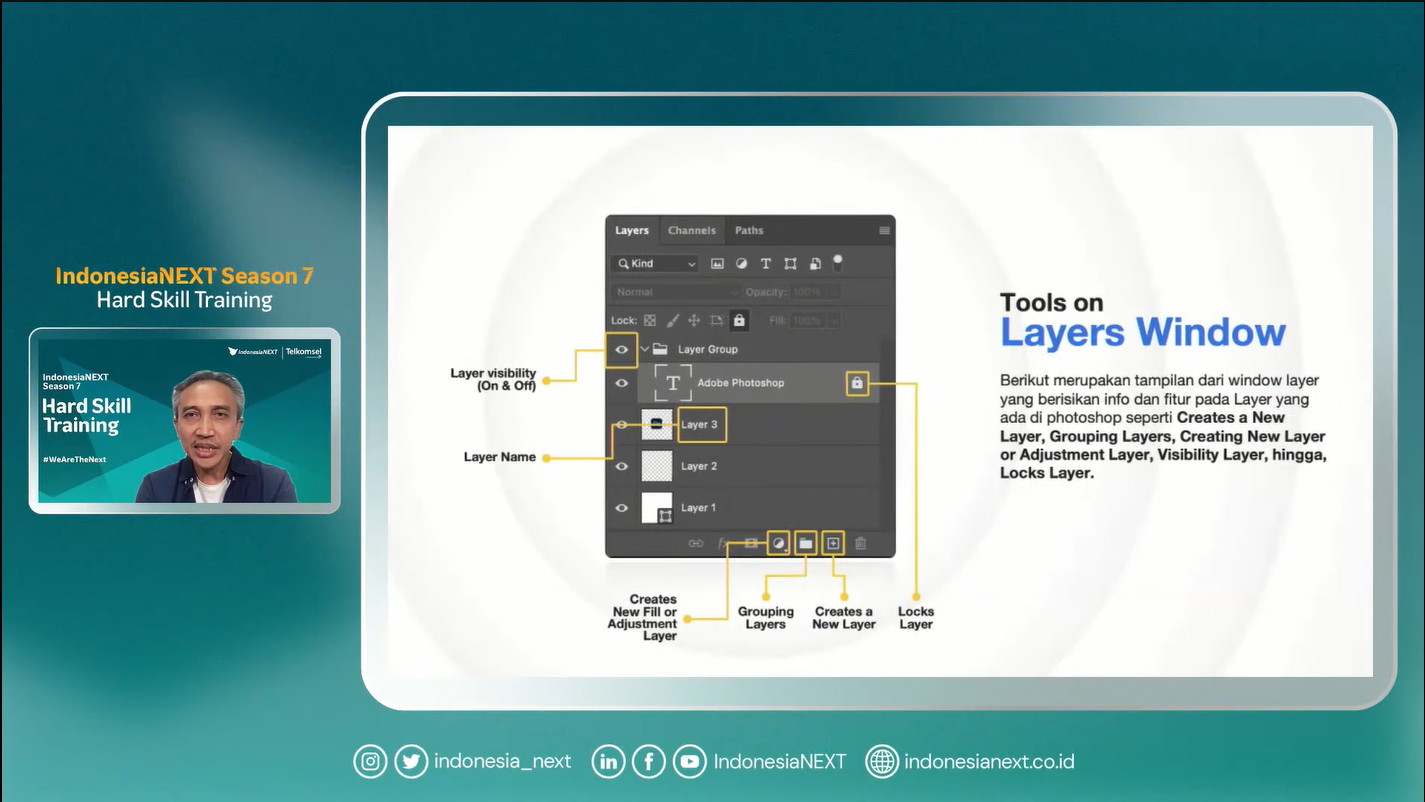 IndonesiaNEXT Season 7
Hard Skill Training
IndonesiaNEXT
Telkomsel
IndonesiaNEXT
Season 7
Hard Skill
Training
#WeAreTheNext
Layers
Channels
Paths
Kind
Normal
Opacity: 100%
Lock:
Fill: 100%
Layer Group
Adobe Photoshop
Layer 3
Layer 2
Layer 1
fx
Layer visibility
(On & Off)
Layer Name
Creates
New Fill or
Adjustment
Layer
Grouping
Layers
Creates a
New Layer
Locks
Layer
Tools on
Layers Window
Berikut merupakan tampilan dari window layer
yang berisikan info dan fitur pada Layer yang
ada di photoshop seperti Creates a New
Layer, Grouping Layers, Creating New Layer
or Adjustment Layer, Visibility Layer, hingga,
Locks Layer.
indonesia_next
IndonesiaNEXT
indonesianext.co.id